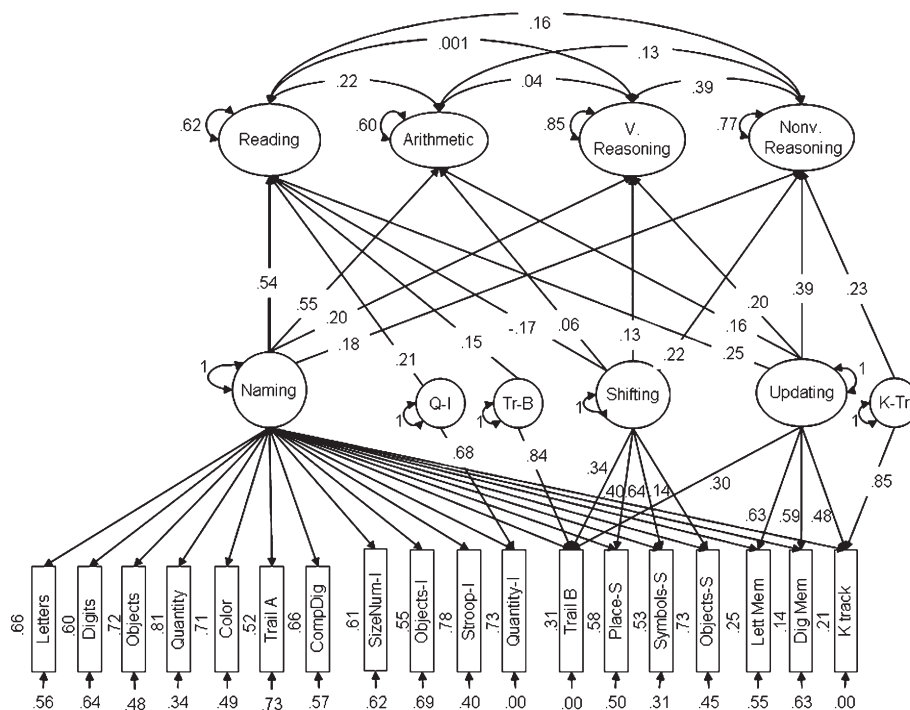 .16
.001
.13
.22
.04
.39
.62
Reading
.60
Arithmetic
.85
V.
Reasoning
.77
Nonv.
Reasoning
.54
.55
.20
.18
.21
.15
-.17
.06
.13
.22
.25
.16
.20
.39
.23
1
Naming
1
Q-I
1
Tr-B
1
Shifting
Updating
1
1
K-Tr
.68
.84
.34
.40
.64
.14
.30
.63
.59
.48
.85
.66
Letters
.60
Digits
.72
Objects
.81
Quantity
.71
Color
.52
Trail A
.66
CompDig
.61
SizeNum-I
.55
Objects-I
.78
Stroop-I
.73
Quantity-I
.31
Trail B
.58
Place-S
.53
Symbols-S
.73
Objects-S
.25
Lett Mem
.14
Dig Mem
.21
K track
.56
.64
.48
.34
.49
.73
.57
.62
.69
.40
.00
.00
.50
.31
.45
.55
.63
.00